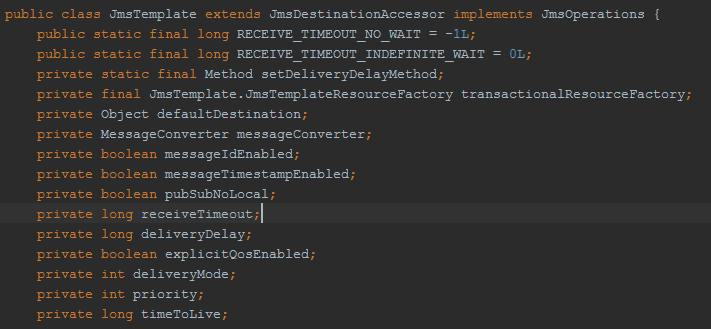 public class JmsTemplate extends JmsDestinationAccessor implements JmsOperations {
public static final long RECEIVE_TIMEOUT_NO_WAIT = -1L;
public static final long RECEIVE_TIMEOUT_INDEFINITE_WAIT = 0L;
private static final Method setDeliveryDelayMethod;
private final JmsTemplate.JmsTemplateResourceFactory transactionalResourceFactory;
private Object defaultDestination;
private MessageConverter messageConverter;
private boolean messageIdEnabled;
private boolean messageTimestampEnabled;
private boolean pubSubNoLocal;
private long receiveTimeout;
private long deliveryDelay;
private boolean explicitQosEnabled;
private int deliveryMode;
private int priority;
private long timeToLive;